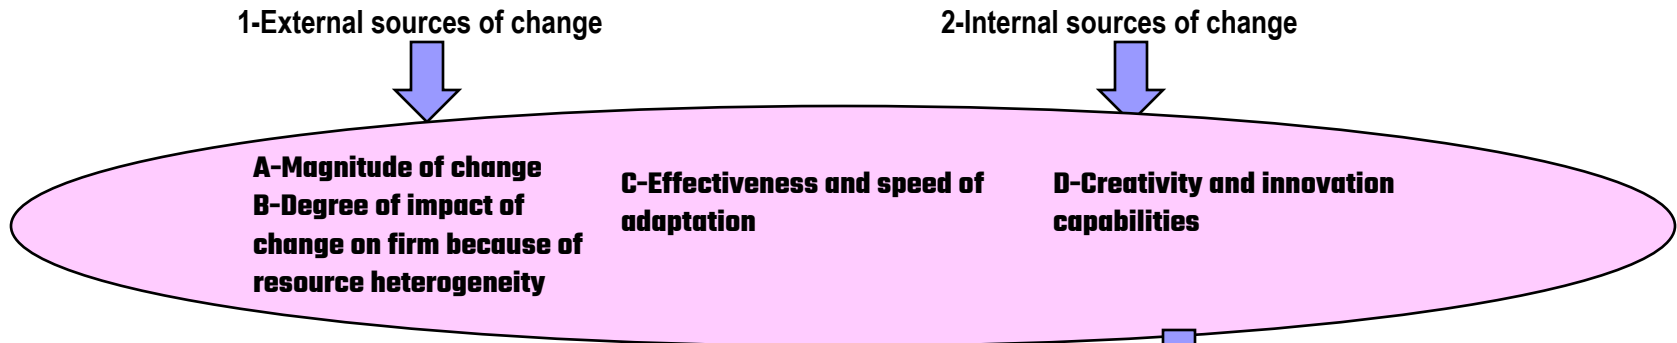 1-External sources of change
2-Internal sources of change
A-Magnitude of change
B-Degree of impact of
change on firm because of
resource heterogeneity
C-Effectiveness and speed of
adaptation
D-Creativity and innovation
capabilities